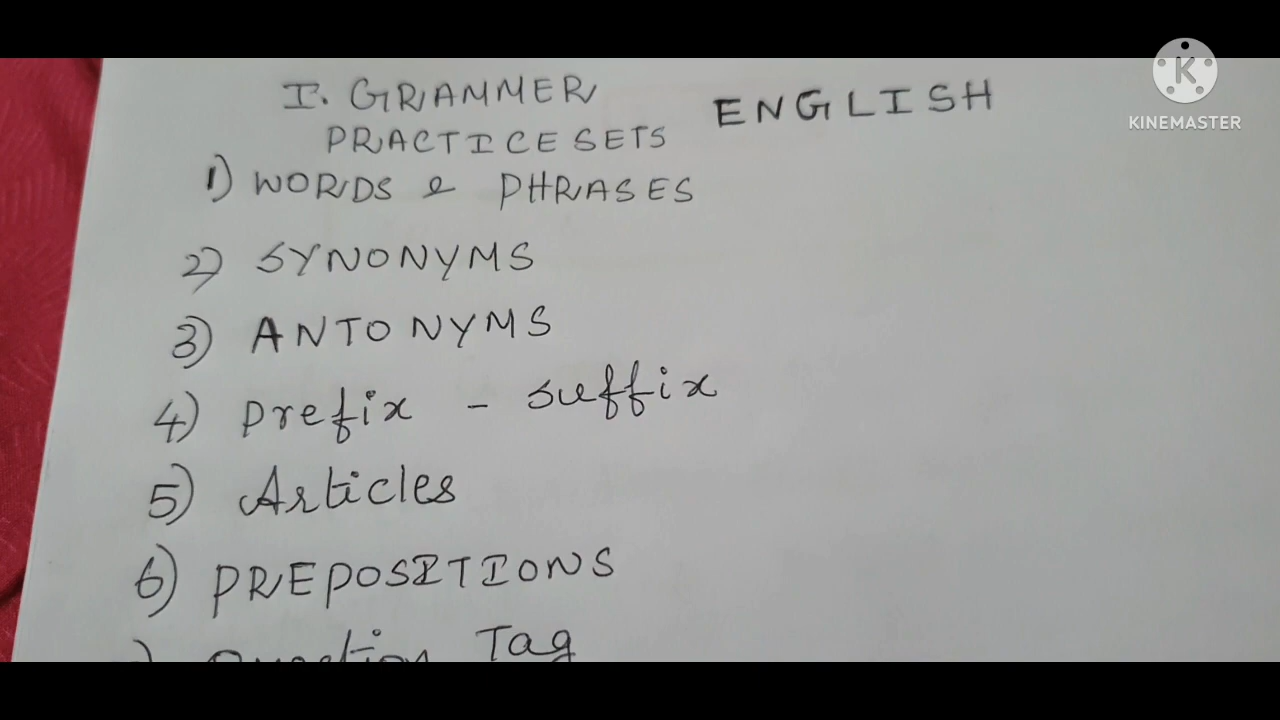 I. GRAMMER ENGLISH
PRACTICE SETS
1) WORDS & PHRASES
2) SYNONYMS
3) ANTONYMS
4) Prefix - suffix
5) Articles
6) PREPOSITIONS
Question Tag
K
KINEMASTER